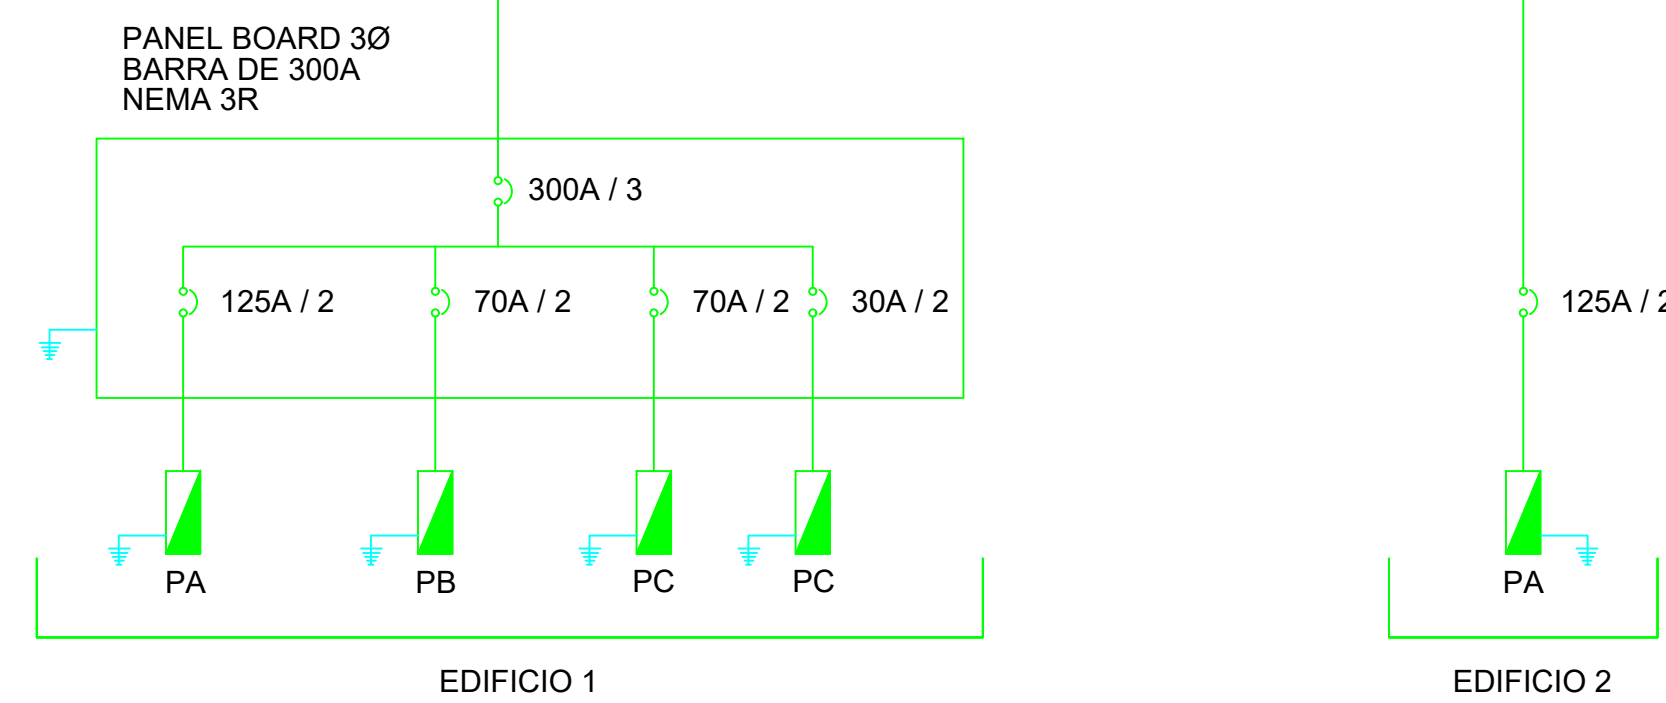 PANEL BOARD 3Ø
BARRA DE 300A
NEMA 3R
300A / 3
125A / 2
70A / 2
70A / 2
30A / 2
125A / 2
PA
PB
PC
PC
PA
EDIFICIO 1
EDIFICIO 2